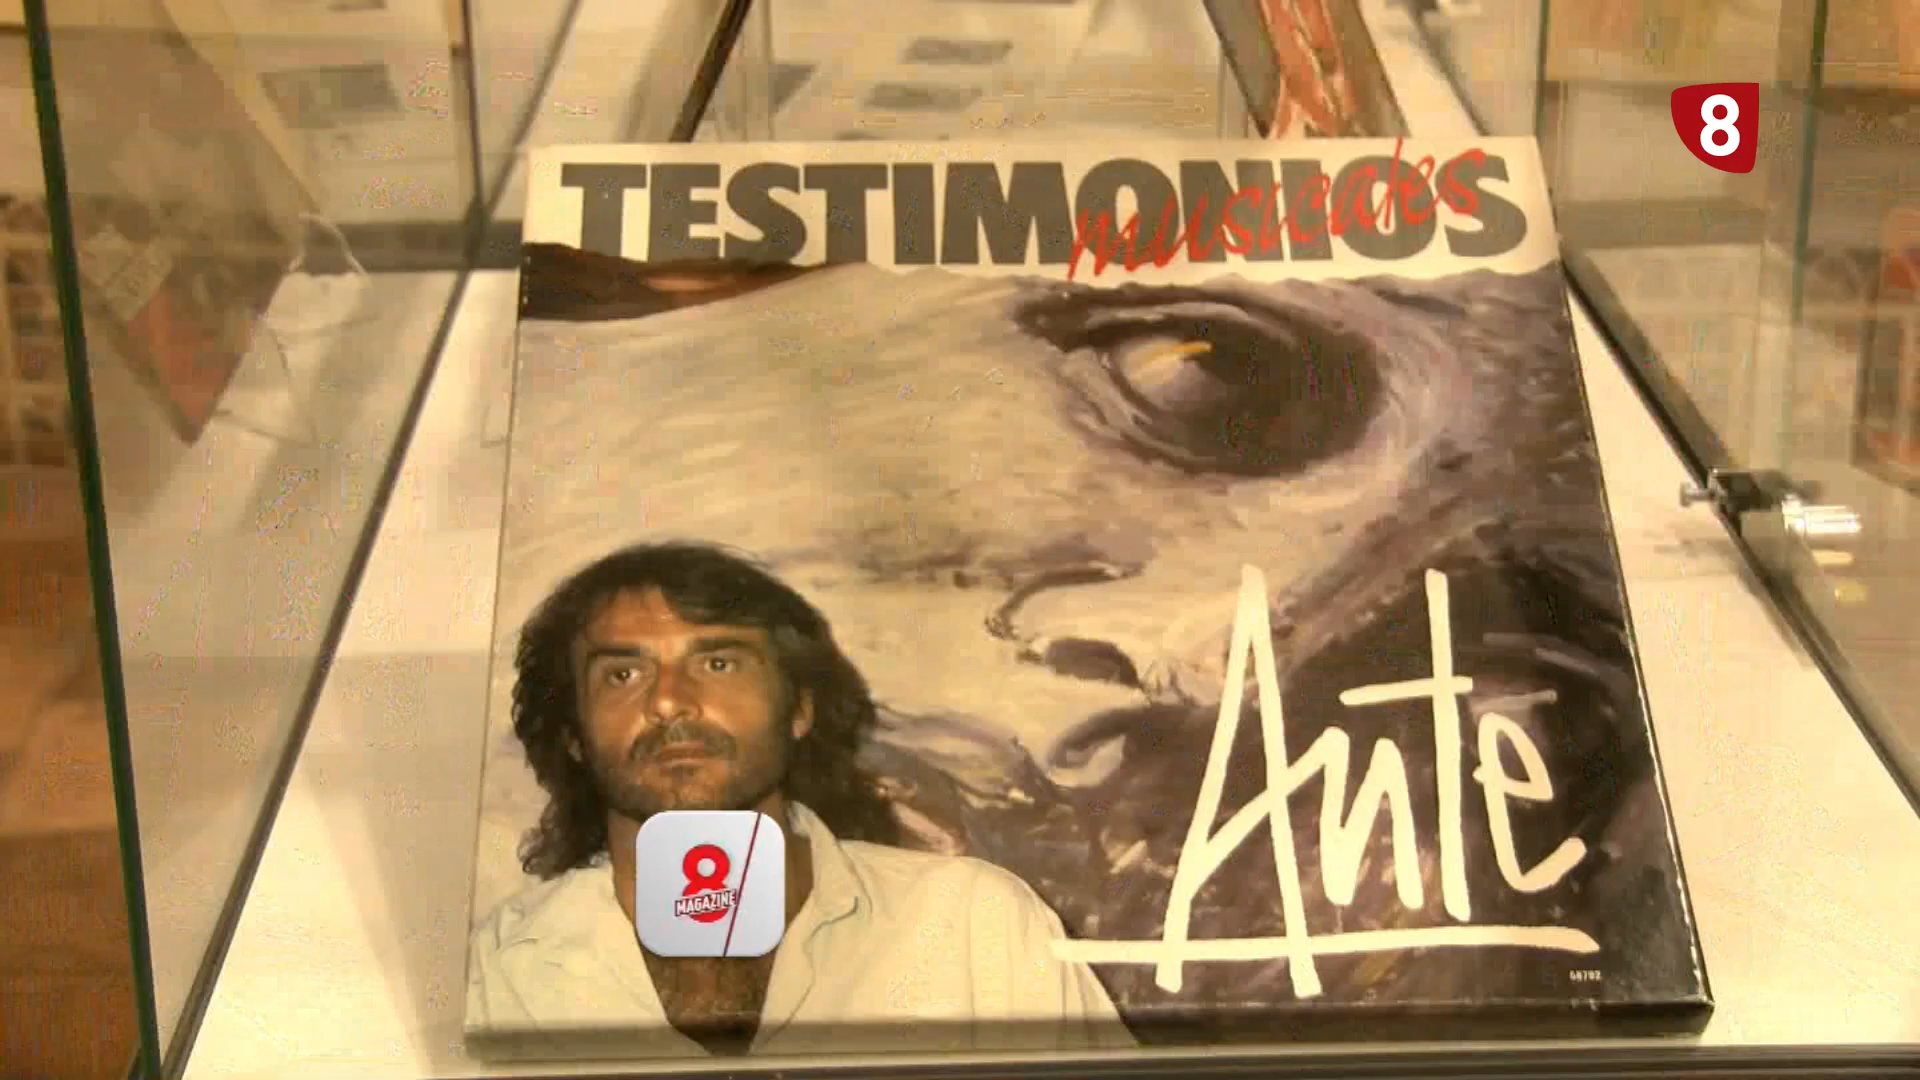 8
TESTIMONIOS
musicales
Ante
8
MAGAZINE